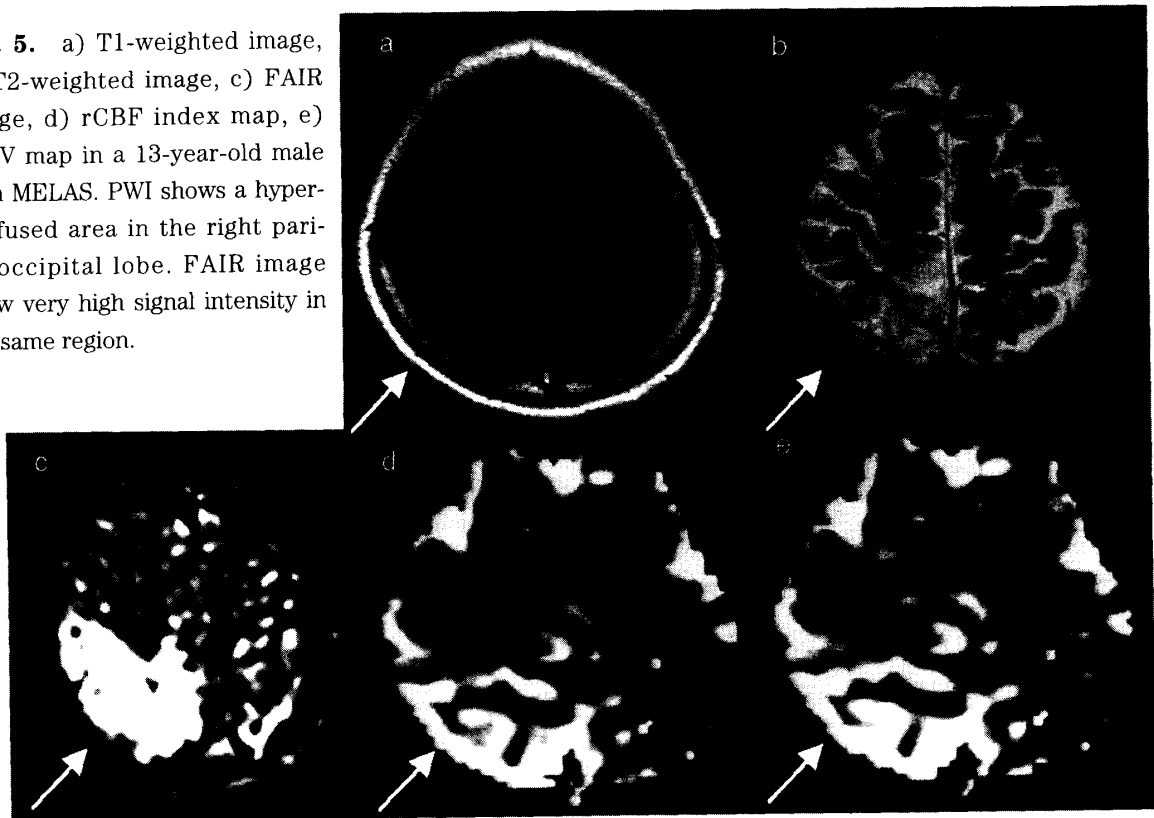 5. a) T1-weighted image,
T2-weighted image, c) FAIR
ge, d) rCBF index map, e)
V map in a 13-year-old male
MELAS. PWI shows a hyper-
fused area in the right pari-
occipital lobe. FAIR image
w very high signal intensity in
same region.
a
b
c
d
e